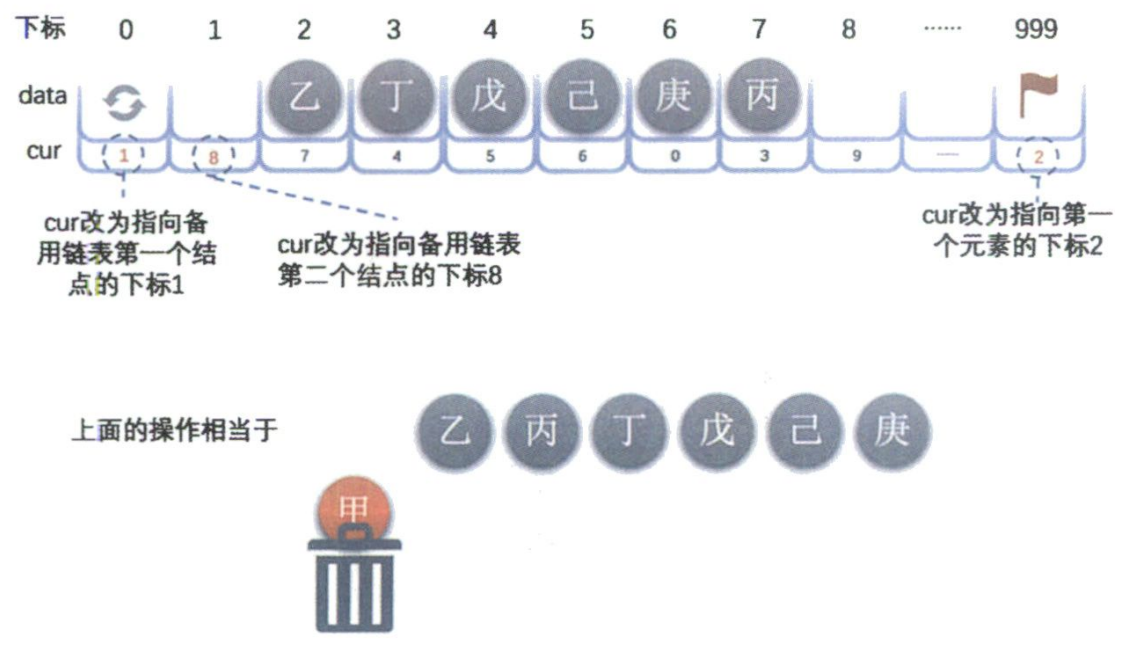 下标 0 1 2 3 4 5 6 7 8 …… 999
data 乙 丁 戊 己 庚 丙
cur 1 8 7 4 5 6 0 3 9 — 2
cur改为指向备
用链表第一个结
点的下标1
cur改为指向备用链表
第二个结点的下标8
cur改为指向第一
个元素的下标2
上面的操作相当于 乙 丙 丁 戊 己 庚
甲